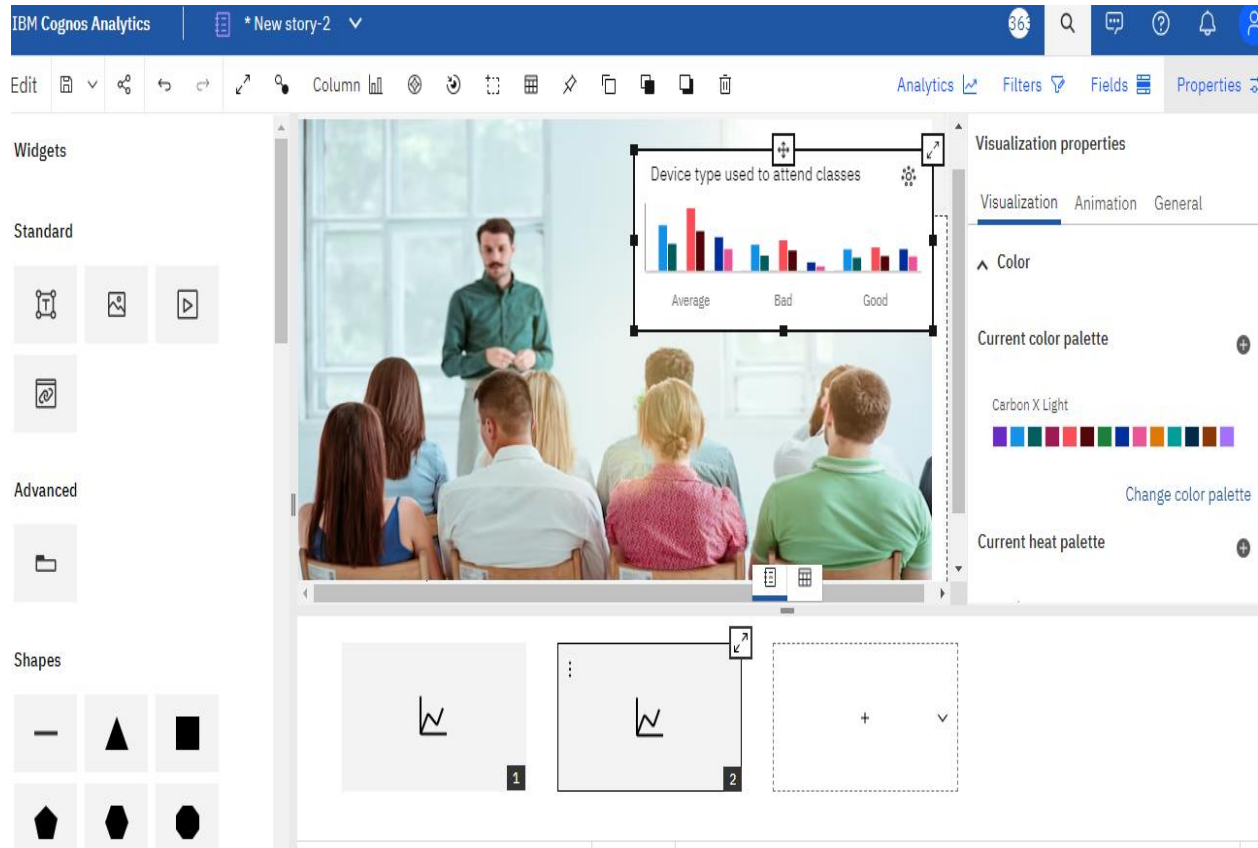 IBM Cognos Analytics
* New story-2
363
Edit
Column
Analytics
Filters
Fields
Properties
Widgets
Standard
T
Advanced
Shapes
Device type used to attend classes
Average Bad Good
Visualization properties
Visualization Animation General
Color
Current color palette
Carbon X Light
Change color palette
Current heat palette
1
2